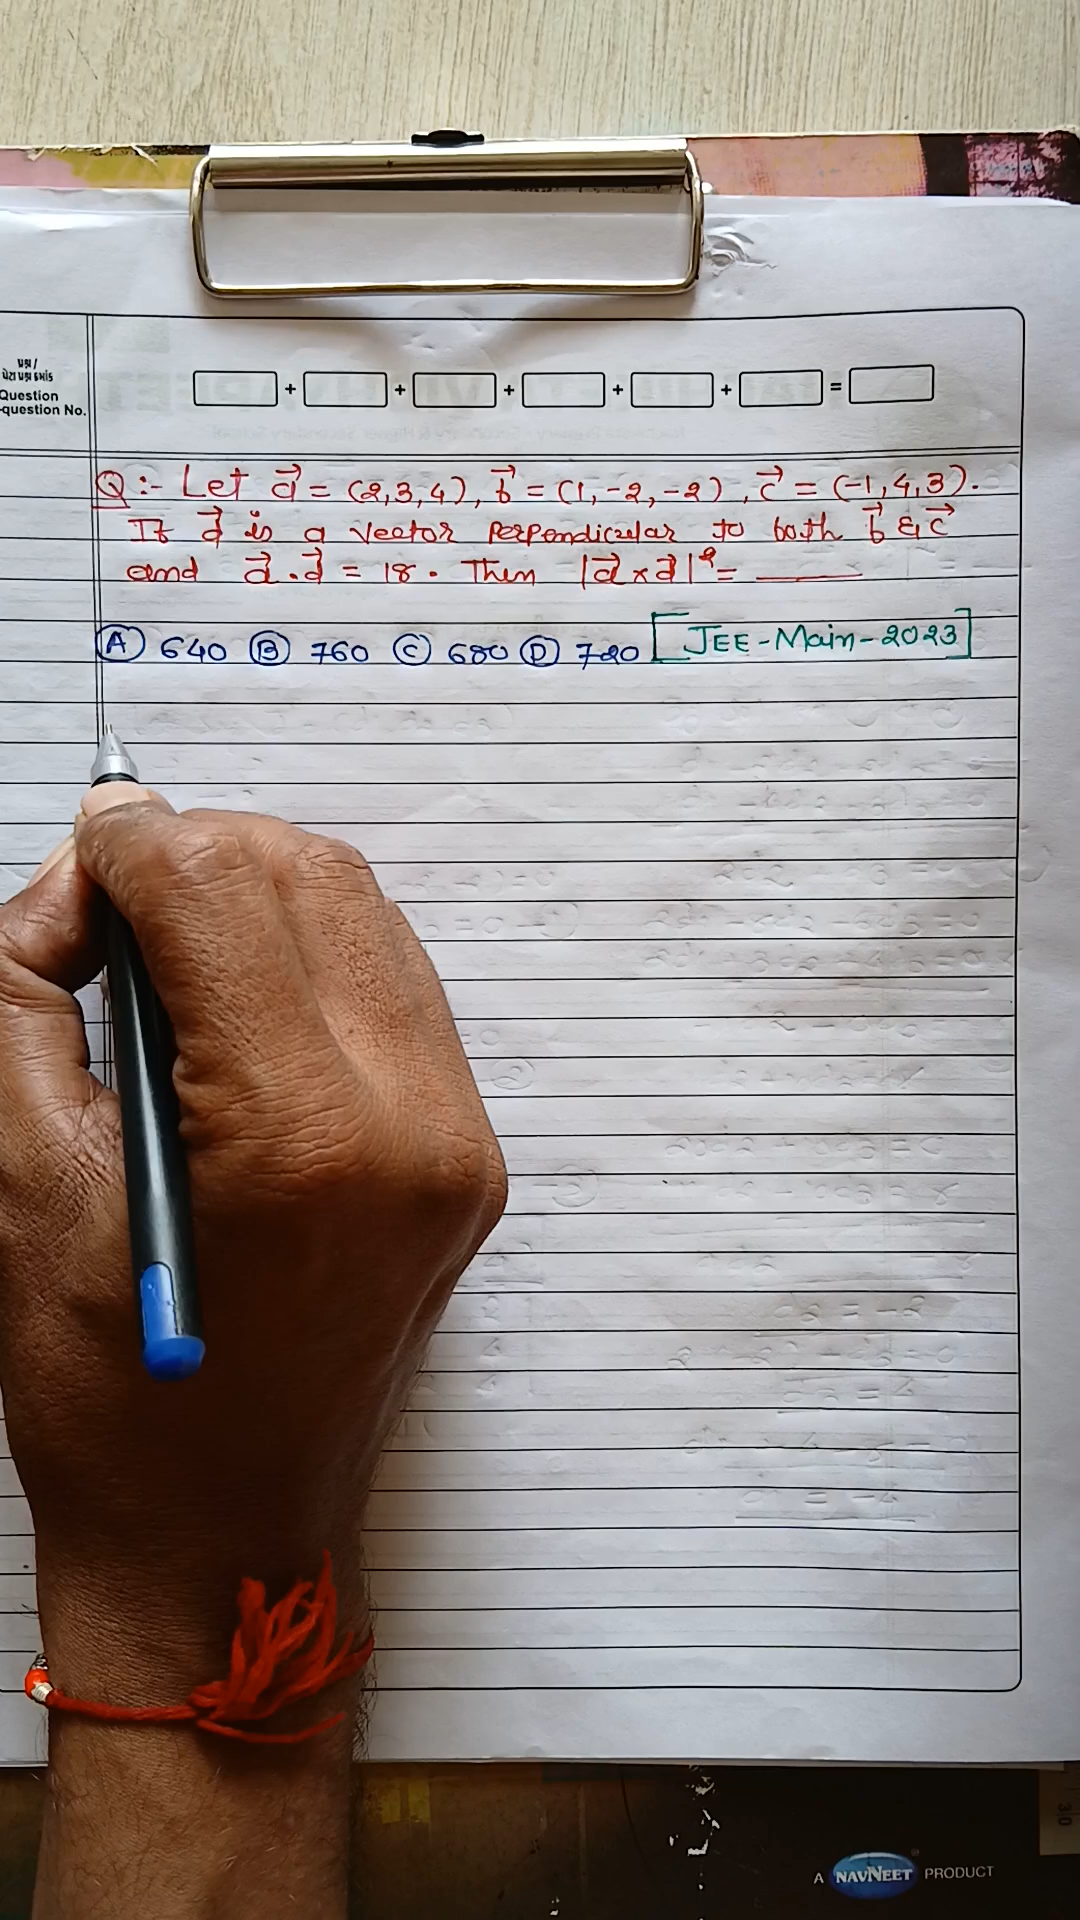 પ્રશ્ન /
પેટા પ્રશ્ન ક્રમાંક
Question
-question No.
+ + + + + =
Q:- Let a⃗ = (2,3,4), b⃗ = (1,-2,-2), c⃗ = (-1,4,3).
If d⃗ is a vector perpendicular to both b⃗ & c⃗
and a⃗ . d⃗ = 18. Then |a⃗ x d⃗|² = ____
(A) 640 (B) 760 (C) 680 (D) 720 [JEE-Main-2023]
A NAVNEET PRODUCT
30